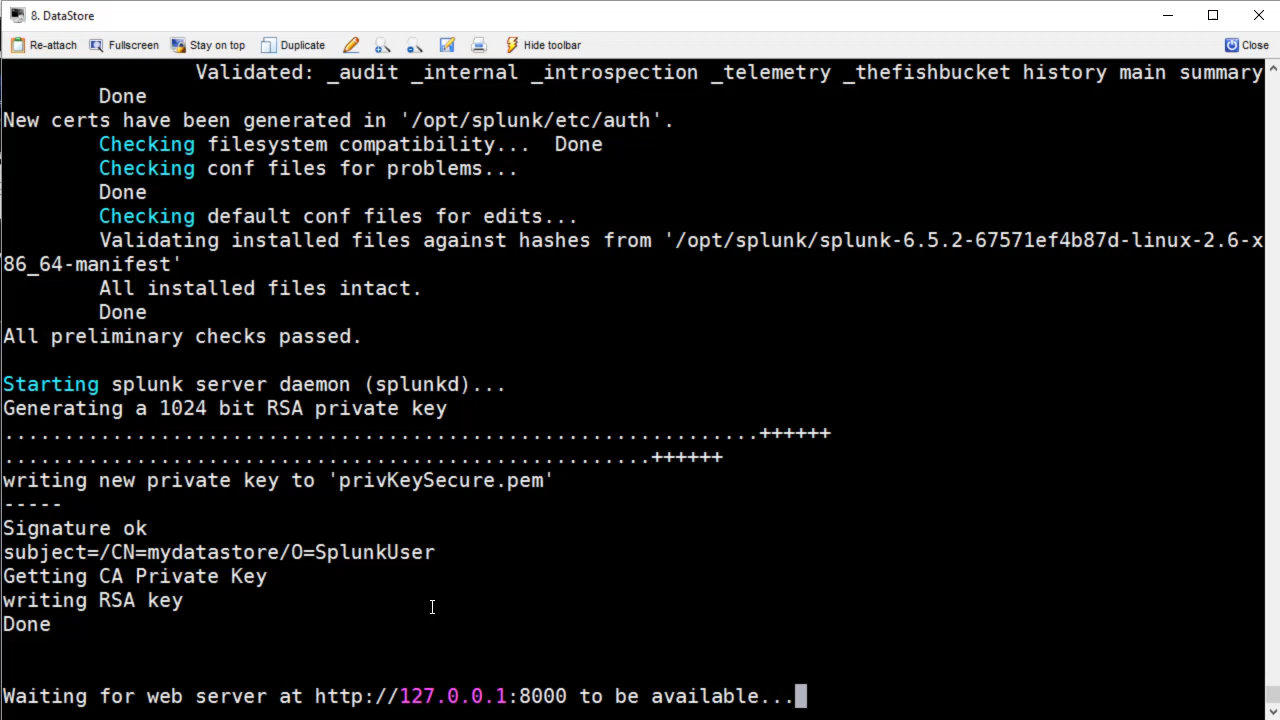 8. DataStore
Re-attach Fullscreen Stay on top Duplicate Hide toolbar Close
Validated: _audit _internal _introspection _telemetry _thefishbucket history main summary
Done
New certs have been generated in '/opt/splunk/etc/auth'.
Checking filesystem compatibility... Done
Checking conf files for problems...
Done
Checking default conf files for edits...
Validating installed files against hashes from '/opt/splunk/splunk-6.5.2-67571ef4b87d-linux-2.6-x
86_64-manifest'
All installed files intact.
Done
All preliminary checks passed.
Starting splunk server daemon (splunkd)...
Generating a 1024 bit RSA private key
...............................................................++++++
......................................................++++++
writing new private key to 'privKeySecure.pem'
-----
Signature ok
subject=/CN=mydatastore/O=SplunkUser
Getting CA Private Key
writing RSA key
Done
Waiting for web server at http://127.0.0.1:8000 to be available...